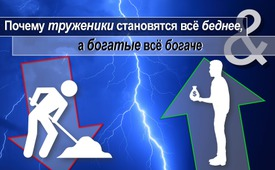 Почему труженики становятся всё беднее,
&
а богатые всё богаче